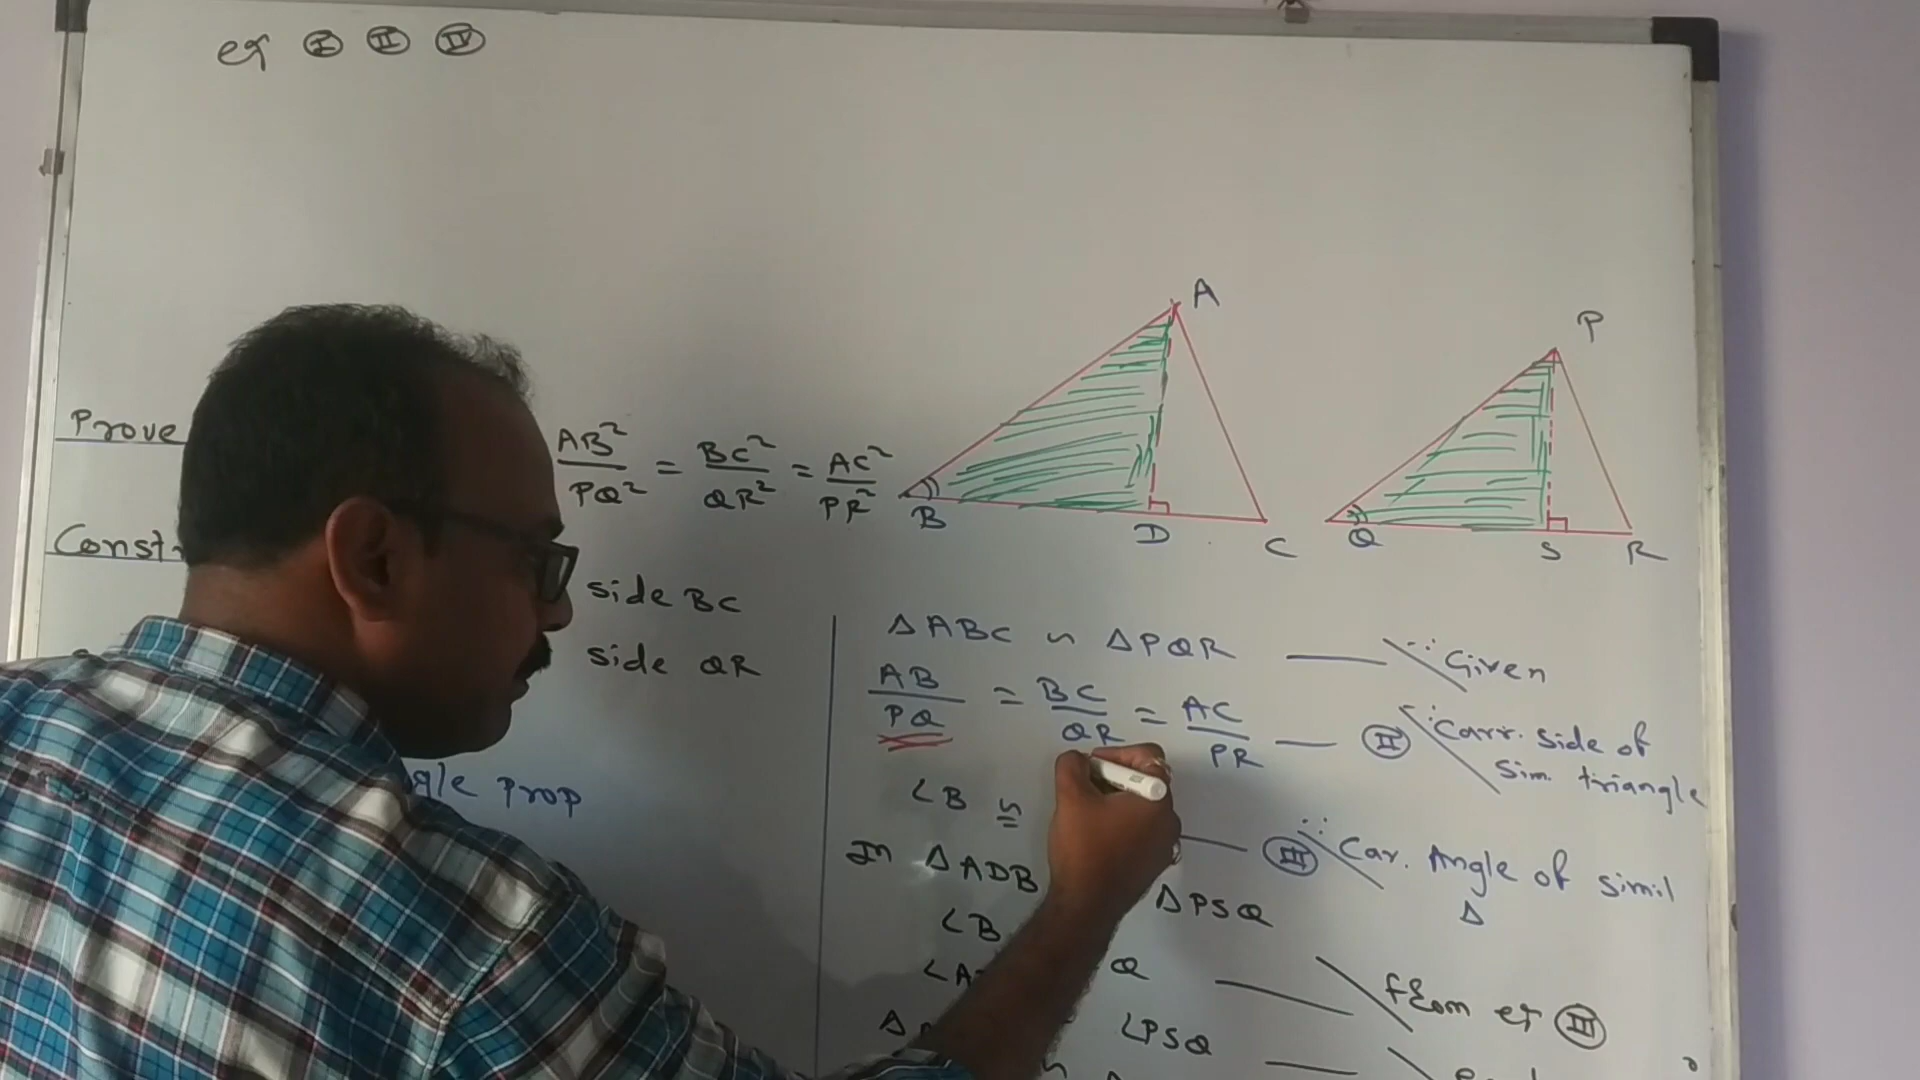 eq I II IV
A
P
Prove
AB² / PQ² = BC² / QR² = AC² / PR²
B D C Q S R
Const
side BC
side QR
ΔABC ~ ΔPQR — ∵ Given
AB / PQ = BC / QR = AC / PR — II ∵ Carr. side of
sim. triangle
gle prop
∠B ≅ — III ∵ Car. Angle of simil
Δ
In ΔADB ΔPSQ
∠B Q — from eq III
∠A ∠PSQ —
Δ ~ Δ